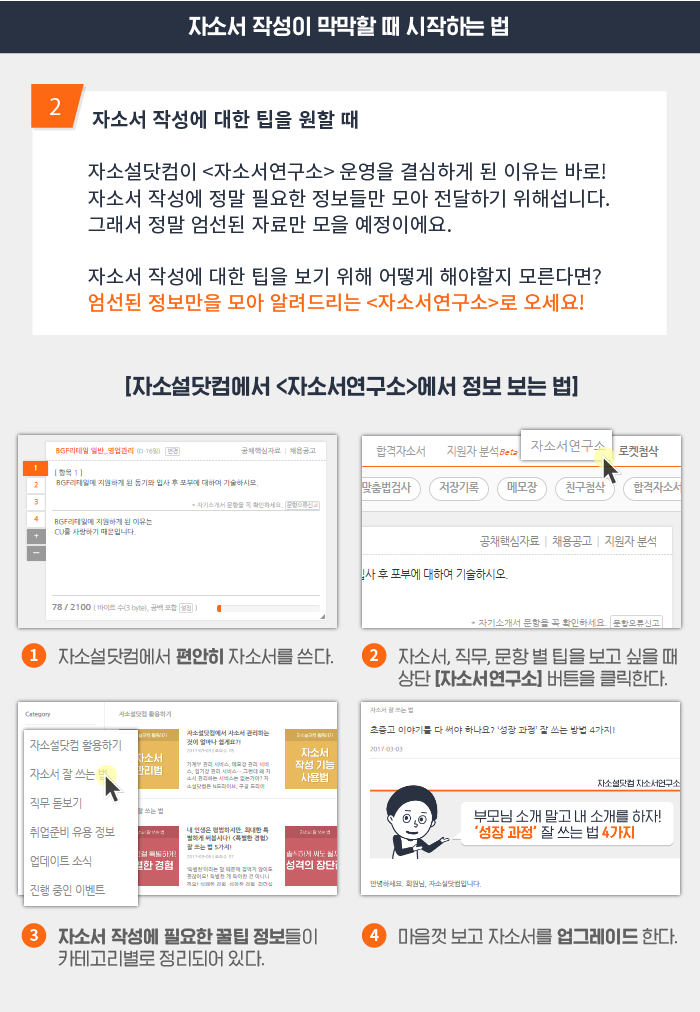 자소서 작성이 막막할 때 시작하는 법
2
자소서 작성에 대한 팁을 원할 때
자소설닷컴이 <자소서연구소> 운영을 결심하게 된 이유는 바로!
자소서 작성에 정말 필요한 정보들만 모아 전달하기 위해섭니다.
그래서 정말 엄선된 자료만 모을 예정이에요.
자소서 작성에 대한 팁을 보기 위해 어떻게 해야할지 모른다면?
엄선된 정보만을 모아 알려드리는 <자소서연구소>로 오세요!
[자소설닷컴에서 <자소서연구소>에서 정보 보는 법]
BGF리테일 일반_영업관리 (D-16일) 변경 공채핵심자료 | 채용공고
1
2
3
4
+
–
[ 항목 1 ]
BGF리테일에 지원하게 된 동기와 입사 후 포부에 대하여 기술하시오.
* 자기소개서 문항을 꼭 확인하세요. 문항오류신고
BGF리테일에 지원하게 된 이유는
CU를 사랑하기 때문입니다.
78 / 2100 ( 바이트 수(3 byte), 공백 포함 설정 )
합격자소서 지원자 분석Beta 자소서연구소 로켓첨삭
맞춤법검사 저장기록 메모장 친구첨삭 합격자소서
공채핵심자료 | 채용공고 | 지원자 분석
입사 후 포부에 대하여 기술하시오.
* 자기소개서 문항을 꼭 확인하세요. 문항오류신고
1 자소설닷컴에서 편안히 자소서를 쓴다.
2 자소서, 직무, 문항 별 팁을 보고 싶을 때
상단 [자소서연구소] 버튼을 클릭한다.
Category
자소설닷컴 활용하기
자소서 잘 쓰는 법
직무 돋보기
취업준비 유용 정보
업데이트 소식
진행 중인 이벤트
자소설닷컴 활용하기
자소서
관리법
자소설닷컴에서 자소서 관리하는
것이 얼마나 쉽게요?!
자소설닷컴 활용하기
자소서
작성 기능
사용법
잘 쓰는 법
내 인생은 평범하지만, 최대한 특
별하게 써봅시다! <특별한 경험>
잘 쓰는 법 5가지!
별한 경험
솔직하게 써도 될지
성격의 장단점
자소서 잘 쓰는 법
초중고 이야기를 다 써야 하나요? '성장 과정' 잘 쓰는 방법 4가지!
2017-03-03
자소설닷컴 자소서연구소
부모님 소개 말고 내 소개를 하자!
'성장 과정' 잘 쓰는 법 4가지
안녕하세요. 회원님, 자소설닷컴입니다.
3 자소서 작성에 필요한 꿀팁 정보들이
카테고리별로 정리되어 있다.
4 마음껏 보고 자소서를 업그레이드 한다.